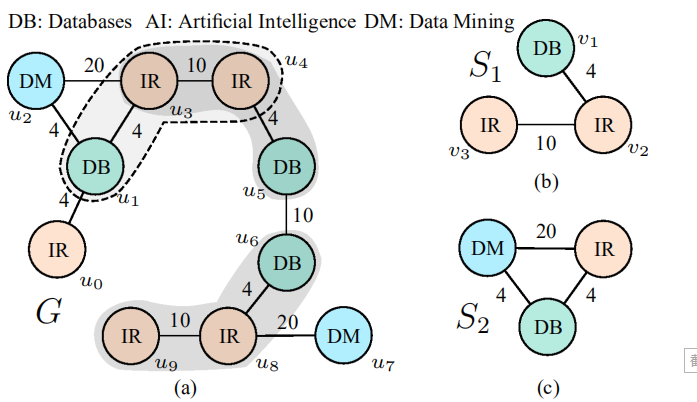 DB: Databases AI: Artificial Intelligence DM: Data Mining
DM
20
IR
10
IR
u4
u2
u3
4
4
4
DB
u1
DB
u5
4
IR
u0
10
u6
DB
G
4
IR
10
IR
20
DM
u9
u8
u7
(a)
S1
DB
v1
4
IR
10
IR
v3
v2
(b)
DM
20
IR
4
4
S2
DB
(c)